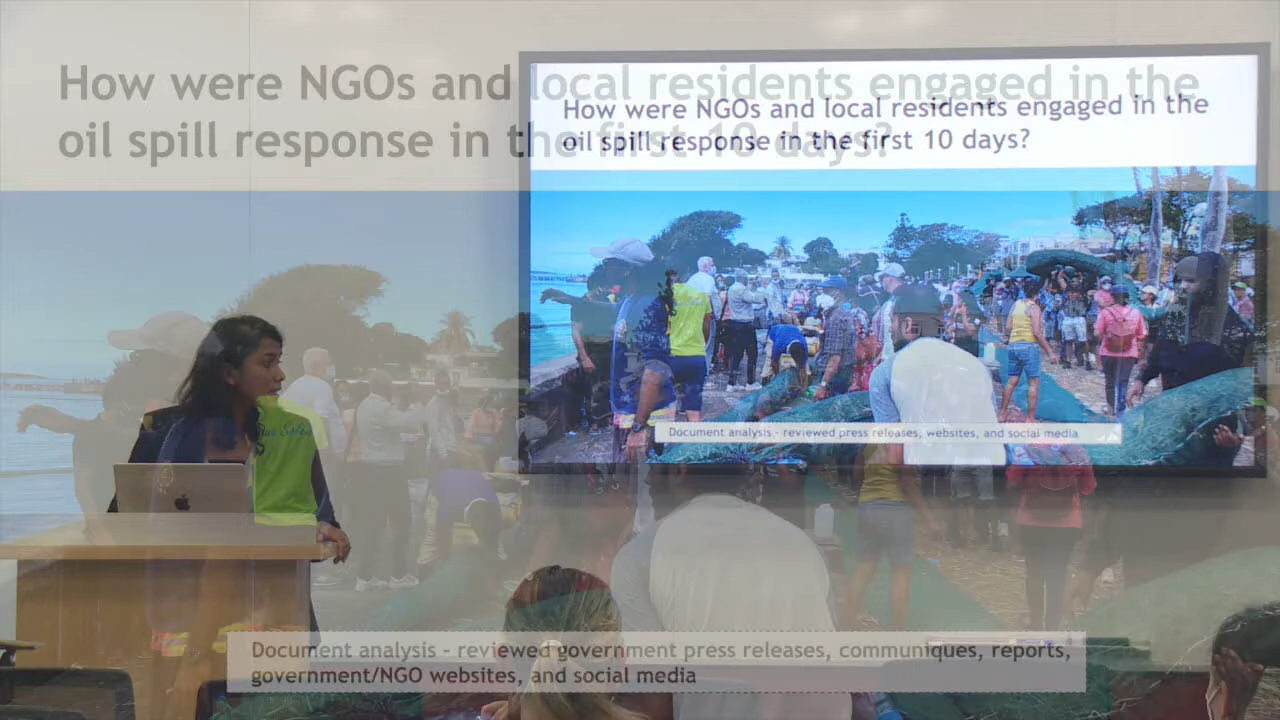 How were NGOs and local residents engaged in the
oil spill response in the first 10 days?
How were NGOs and local residents engaged in the
oil spill response in the first 10 days?
Document analysis - reviewed press releases, websites, and social media
Document analysis - reviewed government press releases, communiques, reports,
government/NGO websites, and social media